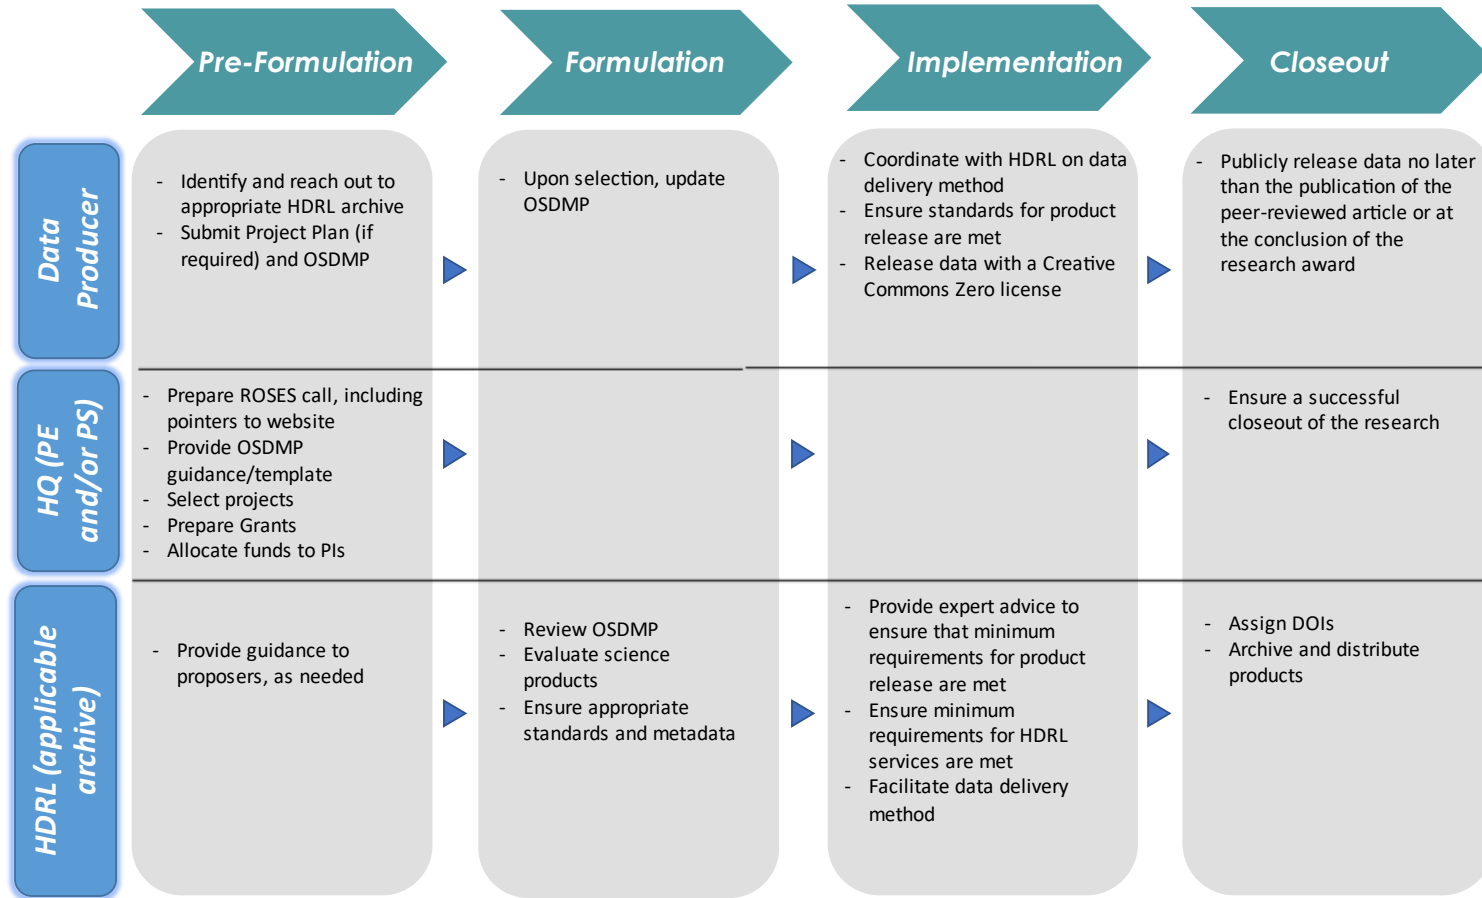 Pre-Formulation
Formulation
Implementation
Closeout
Data
Producer
- Identify and reach out to
appropriate HDRL archive
- Submit Project Plan (if
required) and OSDMP
- Upon selection, update
OSDMP
- Coordinate with HDRL on data
delivery method
- Ensure standards for product
release are met
- Release data with a Creative
Commons Zero license
- Publicly release data no later
than the publication of the
peer-reviewed article or at
the conclusion of the
research award
HQ (PE
and/or PS)
- Prepare ROSES call, including
pointers to website
- Provide OSDMP
guidance/template
- Select projects
- Prepare Grants
- Allocate funds to PIs
- Ensure a successful
closeout of the research
HDRL (applicable
archive)
- Provide guidance to
proposers, as needed
- Review OSDMP
- Evaluate science
products
- Ensure appropriate
standards and metadata
- Provide expert advice to
ensure that minimum
requirements for product
release are met
- Ensure minimum
requirements for HDRL
services are met
- Facilitate data delivery
method
- Assign DOIs
- Archive and distribute
products